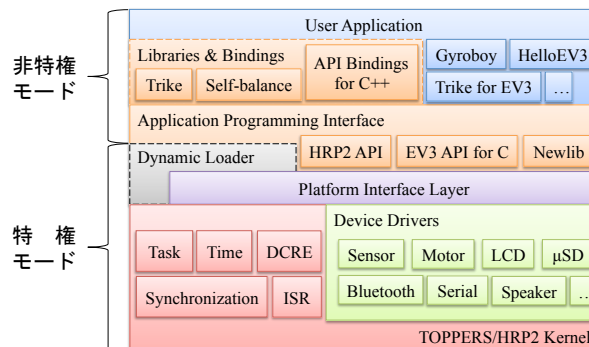 非特権
モード
特 権
モード
User Application
Libraries & Bindings
Trike
Self-balance
API Bindings
for C++
Gyroboy
HelloEV3
Trike for EV3
…
Application Programming Interface
HRP2 API
EV3 API for C
Newlib
Dynamic Loader
Platform Interface Layer
Task
Time
DCRE
Synchronization
ISR
Device Drivers
Sensor
Motor
LCD
μSD
Bluetooth
Serial
Speaker
…
TOPPERS/HRP2 Kernel